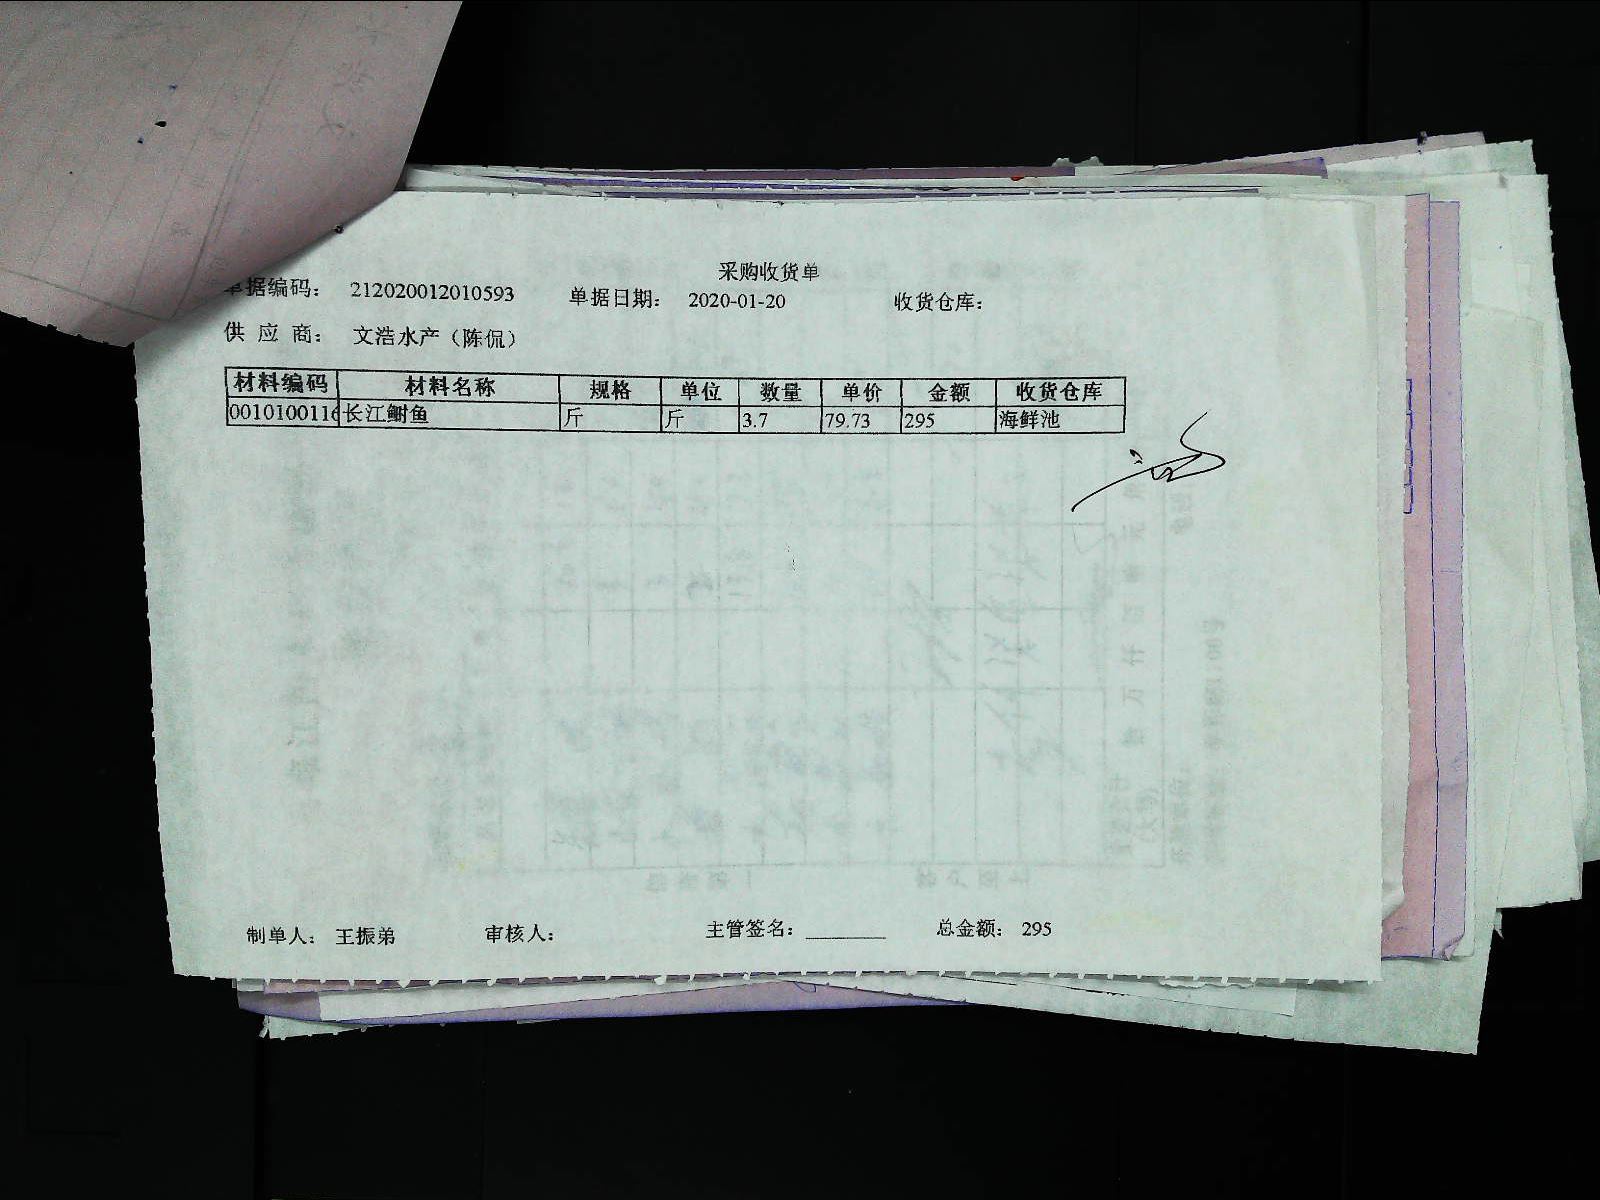 采购收货单
单据编码： 212020012010593 单据日期： 2020-01-20 收货仓库：
供 应 商： 文浩水产（陈侃）
材料编码 材料名称 规格 单位 数量 单价 金额 收货仓库
0010100116 长江鮰鱼 斤 斤 3.7 79.73 295 海鲜池
制单人： 王振弟 审核人： 主管签名：________ 总金额： 295